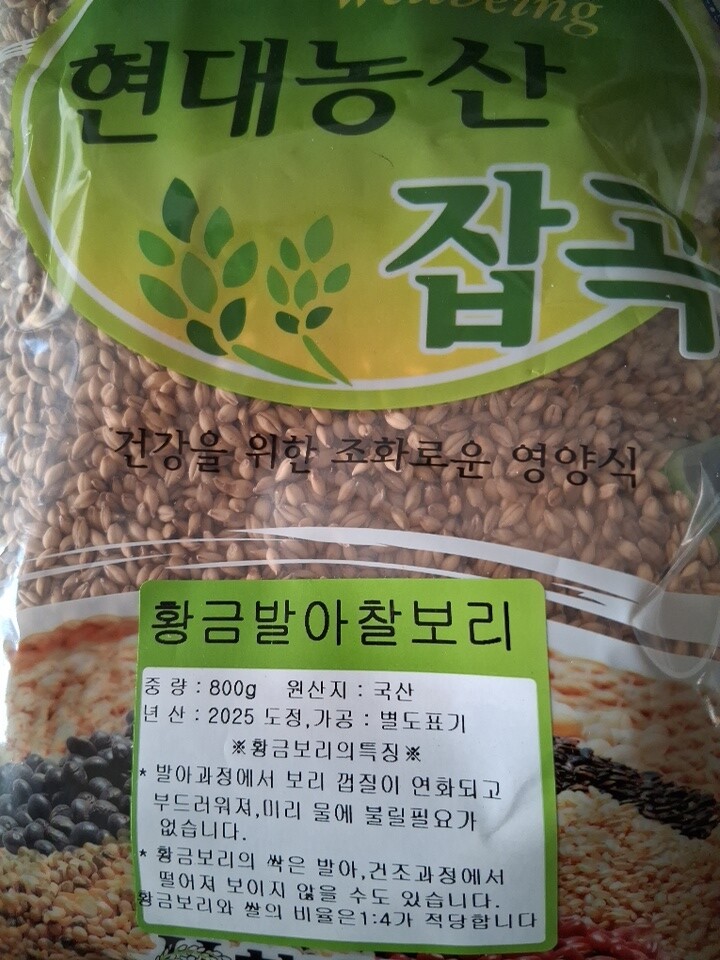 Wellbeing
현대농산
잡곡
건강을 위한 조화로운 영양식
황금발아찰보리
중 량 : 800g 원산지 : 국산
년 산 : 2025 도정,가공 : 별도표기
※황금보리의특징※
* 발아과정에서 보리 껍질이 연화되고
부드러워져,미리 물에 불릴필요가
없습니다.
* 황금보리의 싹은 발아,건조과정에서
떨어져 보이지 않을 수도 있습니다.
황금보리와 쌀의 비율은1:4가 적당합니다